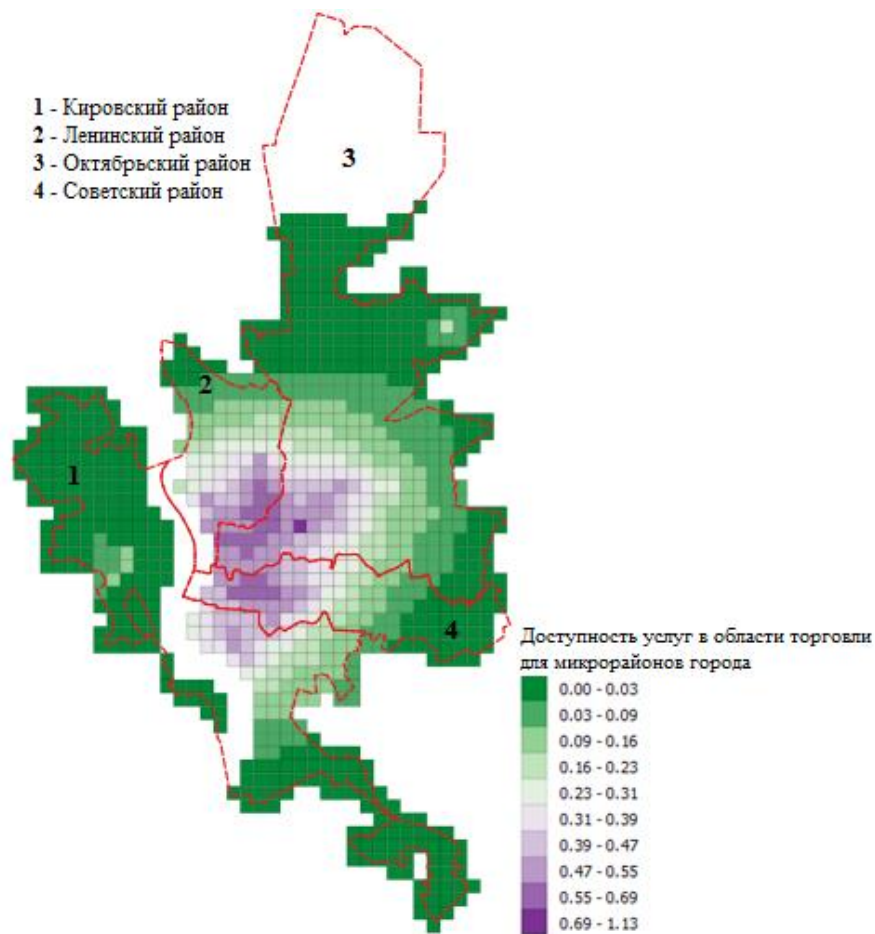 1 - Кировский район
2 - Ленинский район
3 - Октябрьский район
4 - Советский район
3
2
1
4
Доступность услуг в области торговли
для микрорайонов города
0.00 - 0.03
0.03 - 0.09
0.09 - 0.16
0.16 - 0.23
0.23 - 0.31
0.31 - 0.39
0.39 - 0.47
0.47 - 0.55
0.55 - 0.69
0.69 - 1.13